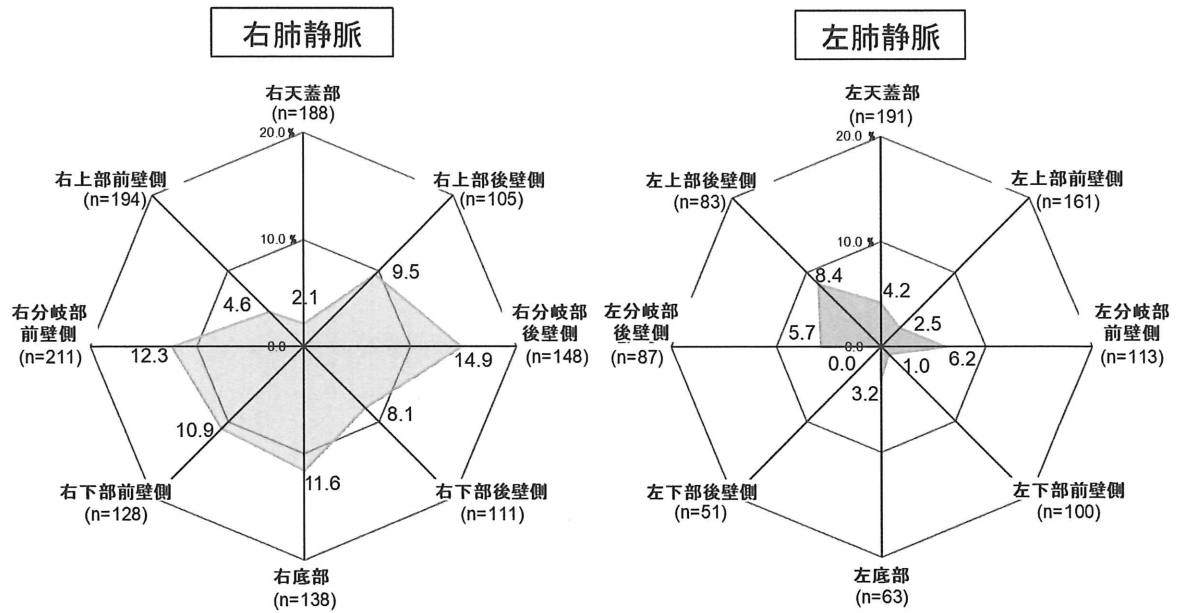 右肺静脈
右天蓋部
(n=188)
20.0 %
右上部前壁側
(n=194)
右上部後壁側
(n=105)
10.0 %
9.5
4.6
2.1
右分岐部
前壁側
(n=211)
右分岐部
後壁側
(n=148)
12.3
0.0
14.9
10.9
8.1
11.6
右下部前壁側
(n=128)
右下部後壁側
(n=111)
右底部
(n=138)
左肺静脈
左天蓋部
(n=191)
20.0 %
左上部後壁側
(n=83)
左上部前壁側
(n=161)
10.0 %
8.4
4.2
2.5
左分岐部
後壁側
(n=87)
左分岐部
前壁側
(n=113)
5.7
0.0
6.2
0.0
1.0
3.2
左下部後壁側
(n=51)
左下部前壁側
(n=100)
左底部
(n=63)